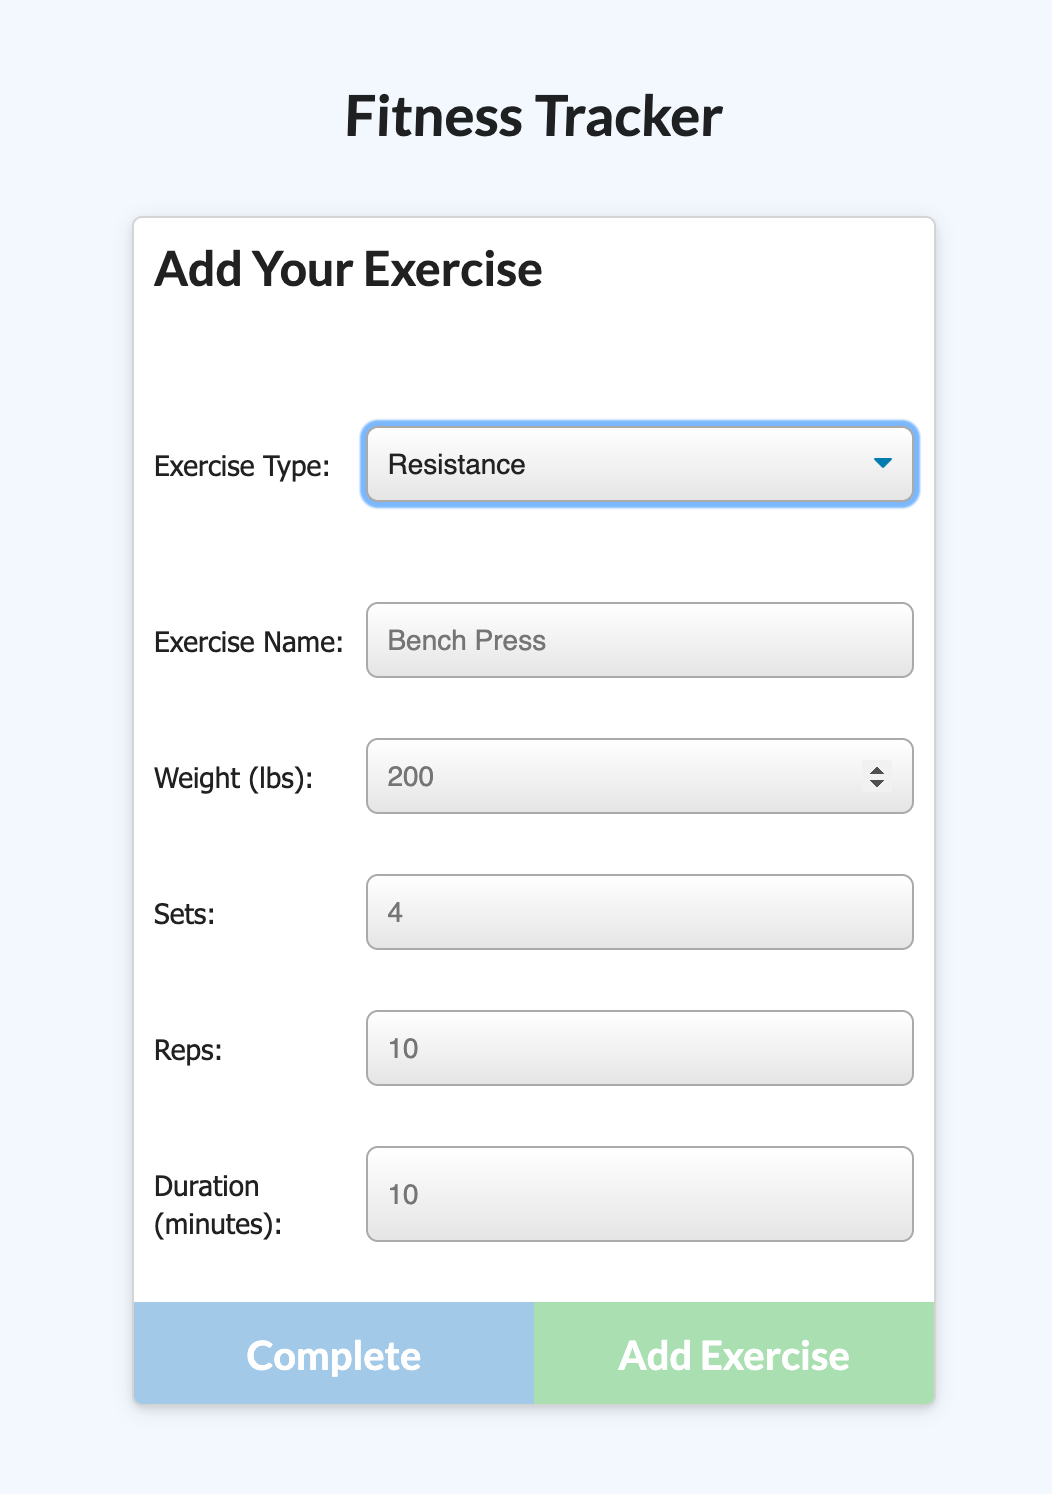 Fitness Tracker
Add Your Exercise
Exercise Type: Resistance
Exercise Name: Bench Press
Weight (lbs): 200
Sets: 4
Reps: 10
Duration
(minutes): 10
Complete Add Exercise